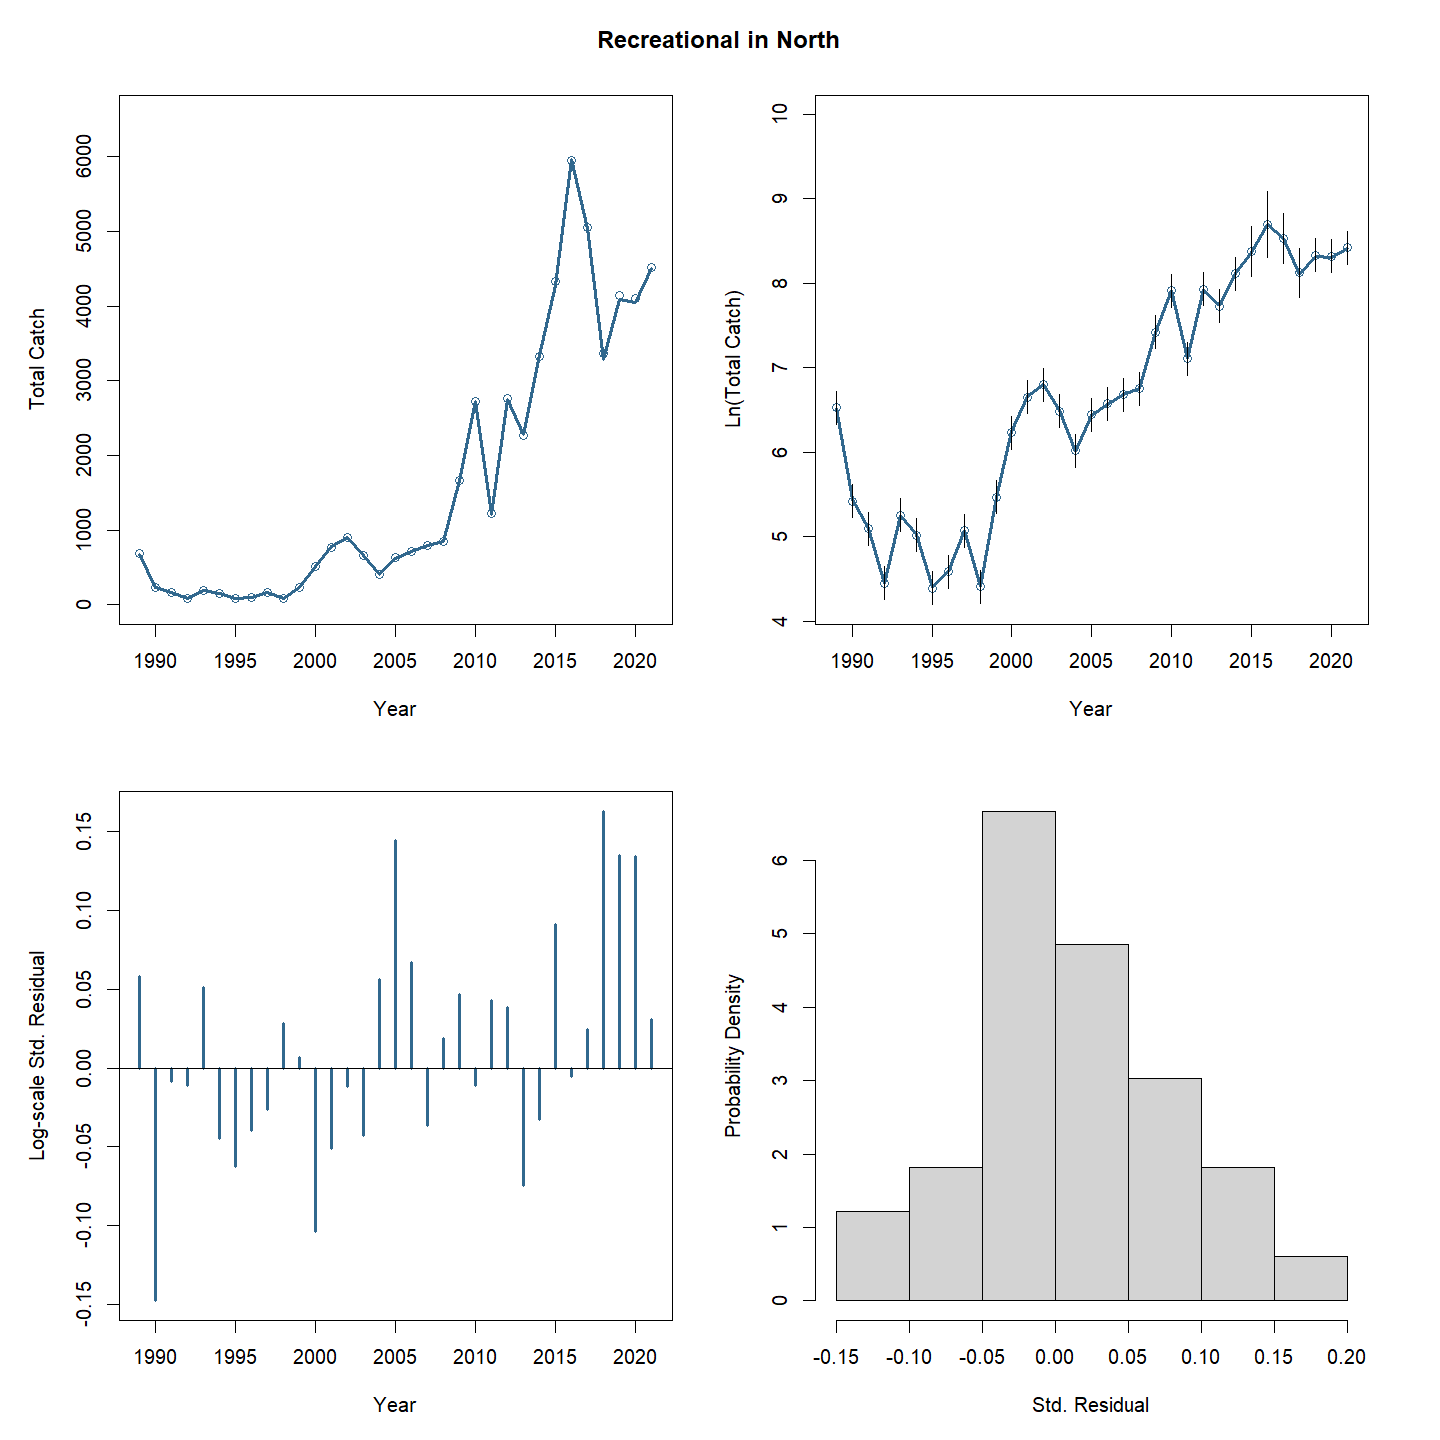 Recreational in North
Total Catch
0 1000 2000 3000 4000 5000 6000
1990 1995 2000 2005 2010 2015 2020
Year
Ln(Total Catch)
4 5 6 7 8 9 10
1990 1995 2000 2005 2010 2015 2020
Year
Log-scale Std. Residual
-0.15 -0.10 -0.05 0.00 0.05 0.10 0.15
1990 1995 2000 2005 2010 2015 2020
Year
Probability Density
0 1 2 3 4 5 6
-0.15 -0.10 -0.05 0.00 0.05 0.10 0.15 0.20
Std. Residual